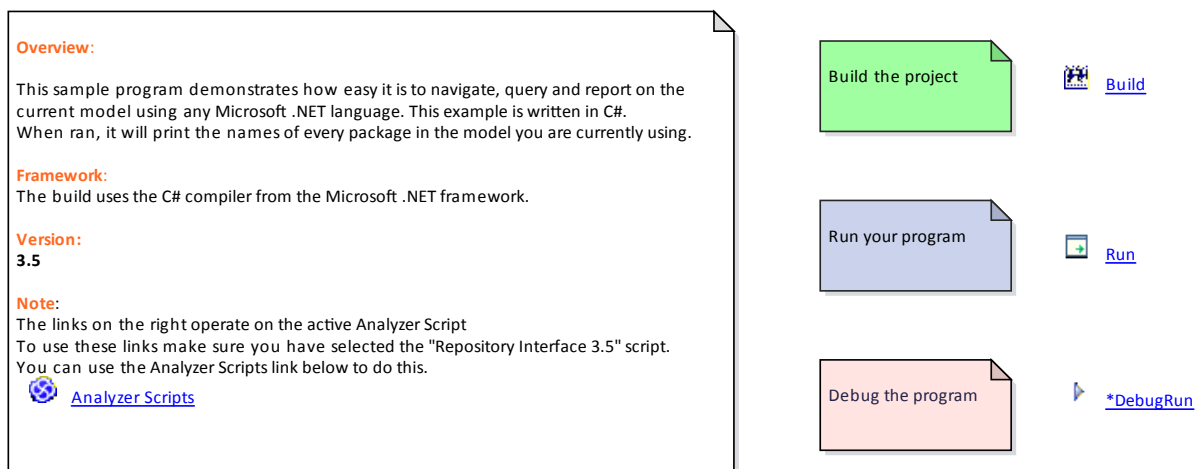 Overview:
This sample program demonstrates how easy it is to navigate, query and report on the
current model using any Microsoft .NET language. This example is written in C#.
When ran, it will print the names of every package in the model you are currently using.
Framework:
The build uses the C# compiler from the Microsoft .NET framework.
Version:
3.5
Note:
The links on the right operate on the active Analyzer Script
To use these links make sure you have selected the "Repository Interface 3.5" script.
You can use the Analyzer Scripts link below to do this.
Analyzer Scripts
Build the project
Build
Run your program
Run
Debug the program
*DebugRun